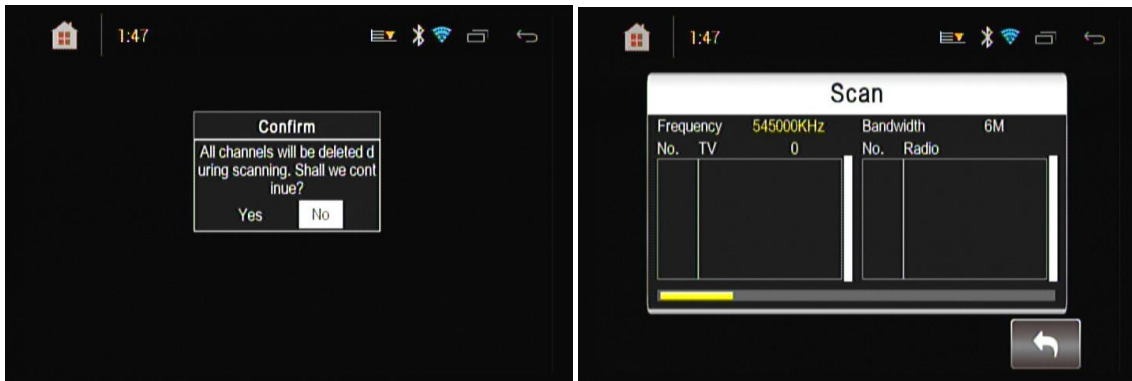 1:47
Confirm
All channels will be deleted d
uring scanning. Shall we cont
inue?
Yes No
1:47
Scan
Frequency 545000KHz Bandwidth 6M
No. TV 0 No. Radio